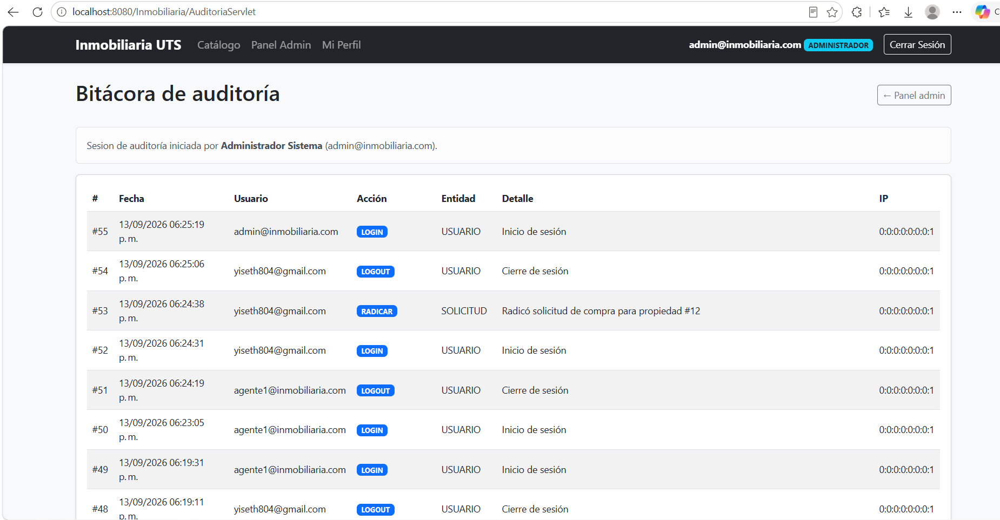 localhost:8080/Inmobiliaria/AuditoriaServlet
Inmobiliaria UTS Catálogo Panel Admin Mi Perfil admin@inmobiliaria.com ADMINISTRADOR Cerrar Sesión
Bitácora de auditoría ← Panel admin
Sesion de auditoría iniciada por Administrador Sistema (admin@inmobiliaria.com).
# Fecha Usuario Acción Entidad Detalle IP
#55 13/09/2026 06:25:19 p. m. admin@inmobiliaria.com LOGIN USUARIO Inicio de sesión 0:0:0:0:0:0:0:1
#54 13/09/2026 06:25:06 p. m. yiseth804@gmail.com LOGOUT USUARIO Cierre de sesión 0:0:0:0:0:0:0:1
#53 13/09/2026 06:24:38 p. m. yiseth804@gmail.com RADICAR SOLICITUD Radicó solicitud de compra para propiedad #12 0:0:0:0:0:0:0:1
#52 13/09/2026 06:24:31 p. m. yiseth804@gmail.com LOGIN USUARIO Inicio de sesión 0:0:0:0:0:0:0:1
#51 13/09/2026 06:24:19 p. m. agente1@inmobiliaria.com LOGOUT USUARIO Cierre de sesión 0:0:0:0:0:0:0:1
#50 13/09/2026 06:23:05 p. m. agente1@inmobiliaria.com LOGIN USUARIO Inicio de sesión 0:0:0:0:0:0:0:1
#49 13/09/2026 06:19:31 p. m. agente1@inmobiliaria.com LOGIN USUARIO Inicio de sesión 0:0:0:0:0:0:0:1
#48 13/09/2026 06:19:11 p. m. yiseth804@gmail.com LOGOUT USUARIO Cierre de sesión 0:0:0:0:0:0:0:1